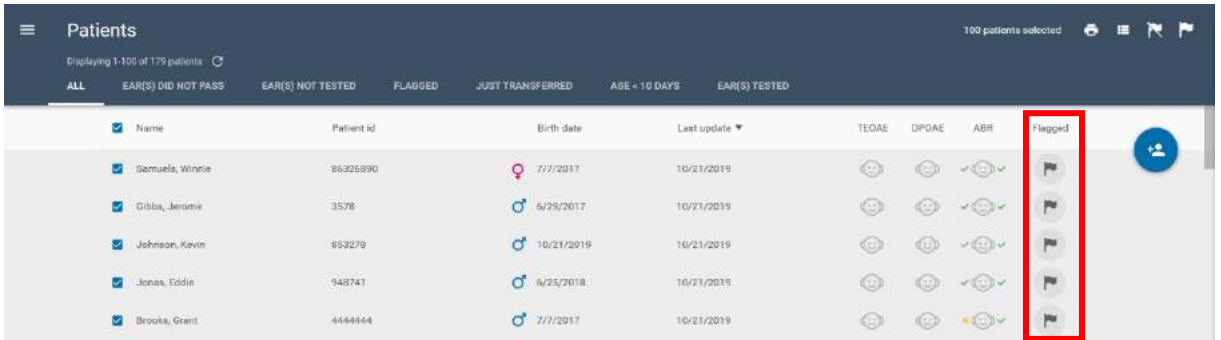 Patients
100 patients selected
Displaying 1-100 of 179 patients
ALL EAR(S) DID NOT PASS EAR(S) NOT TESTED FLAGGED JUST TRANSFERRED AGE < 10 DAYS EAR(S) TESTED
Name Patient id Birth date Last update ▼ TEOAE DPOAE ABR Flagged
Samuels, Winnie 86326890 7/7/2017 10/21/2019
Gibbs, Jerome 3578 6/29/2017 10/21/2019
Johnson, Kevin 853278 10/21/2019 10/21/2019
Jonas, Eddie 948741 6/25/2018 10/21/2019
Brooks, Grant 4444444 7/7/2017 10/21/2019